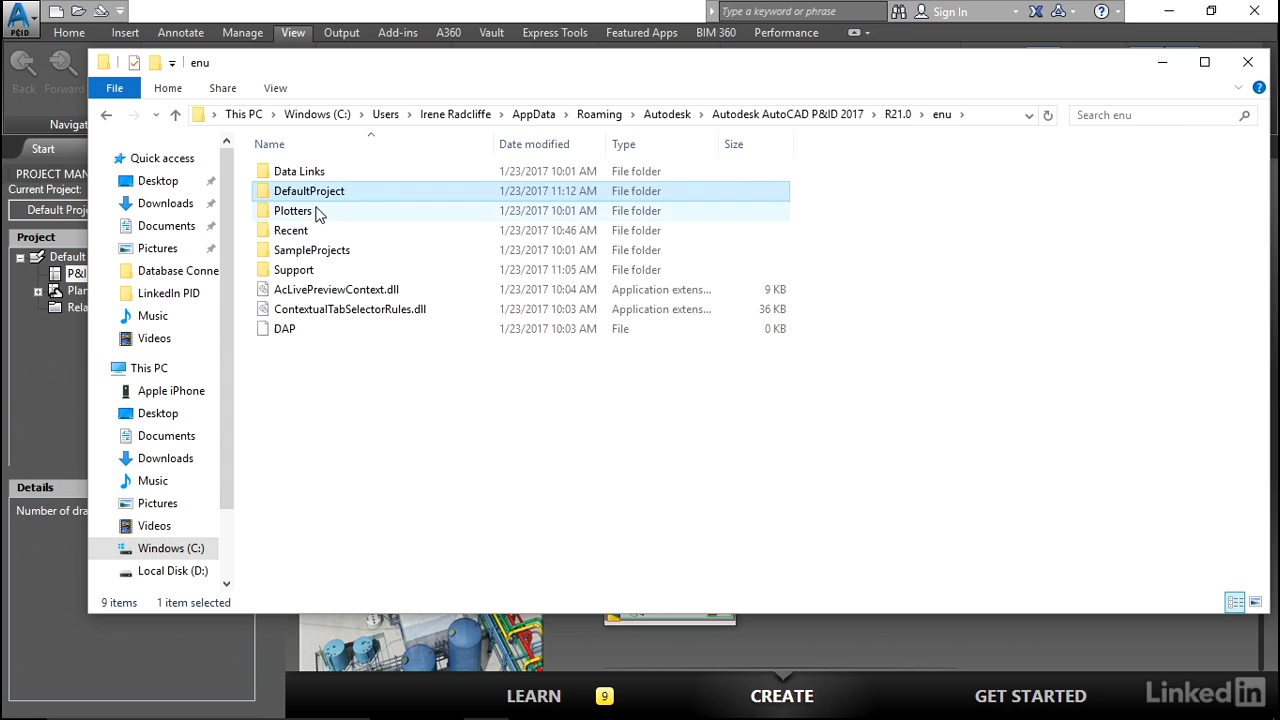 A P&ID
Type a keyword or phrase Sign In
Home Insert Annotate Manage View Output Add-ins A360 Vault Express Tools Featured Apps BIM 360 Performance
enu
File Home Share View
Back Forward
This PC Windows (C:) Users Irene Radcliffe AppData Roaming Autodesk Autodesk AutoCAD P&ID 2017 R21.0 enu
Search enu
Navigat
Start
PROJECT MAN
Current Project:
Default Proj
Project
Default
P&I
Plan
Rela
Details
Number of dra
Quick access
Desktop
Downloads
Documents
Pictures
Database Conne
LinkedIn PID
Music
Videos
This PC
Apple iPhone
Desktop
Documents
Downloads
Music
Pictures
Videos
Windows (C:)
Local Disk (D:)
Name Date modified Type Size
Data Links 1/23/2017 10:01 AM File folder
DefaultProject 1/23/2017 11:12 AM File folder
Plotters 1/23/2017 10:01 AM File folder
Recent 1/23/2017 10:46 AM File folder
SampleProjects 1/23/2017 10:01 AM File folder
Support 1/23/2017 11:05 AM File folder
AcLivePreviewContext.dll 1/23/2017 10:04 AM Application extens... 9 KB
ContextualTabSelectorRules.dll 1/23/2017 10:03 AM Application extens... 36 KB
DAP 1/23/2017 10:03 AM File 0 KB
9 items 1 item selected
LEARN 9 CREATE GET STARTED
LinkedIn